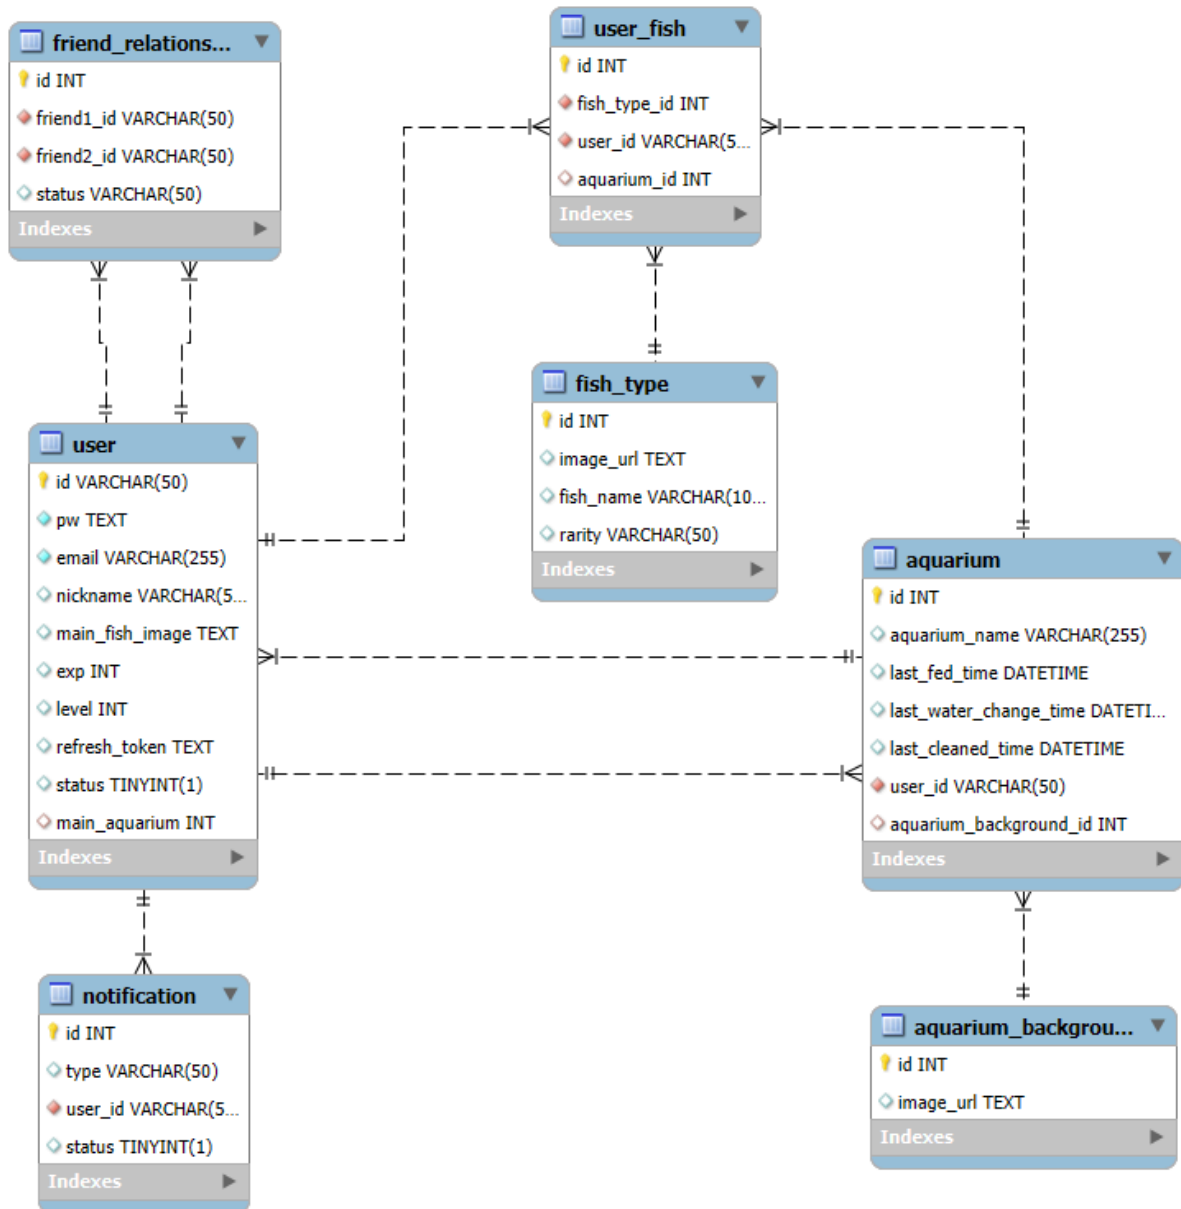 friend_relations...
id INT
friend1_id VARCHAR(50)
friend2_id VARCHAR(50)
status VARCHAR(50)
Indexes
user_fish
id INT
fish_type_id INT
user_id VARCHAR(5...
aquarium_id INT
Indexes
fish_type
id INT
image_url TEXT
fish_name VARCHAR(10...
rarity VARCHAR(50)
Indexes
user
id VARCHAR(50)
pw TEXT
email VARCHAR(255)
nickname VARCHAR(5...
main_fish_image TEXT
exp INT
level INT
refresh_token TEXT
status TINYINT(1)
main_aquarium INT
Indexes
aquarium
id INT
aquarium_name VARCHAR(255)
last_fed_time DATETIME
last_water_change_time DATETI...
last_cleaned_time DATETIME
user_id VARCHAR(50)
aquarium_background_id INT
Indexes
notification
id INT
type VARCHAR(50)
user_id VARCHAR(5...
status TINYINT(1)
Indexes
aquarium_backgrou...
id INT
image_url TEXT
Indexes